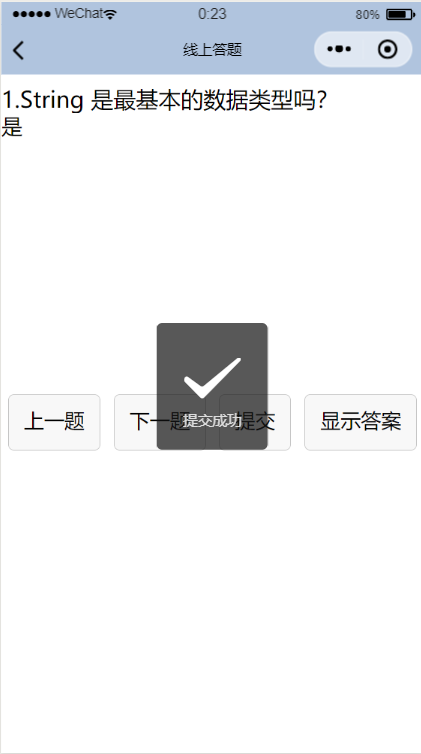 WeChat 0:23 80%
线上答题
1.String 是最基本的数据类型吗?
是
上一题 下一题 提交 显示答案
提交成功